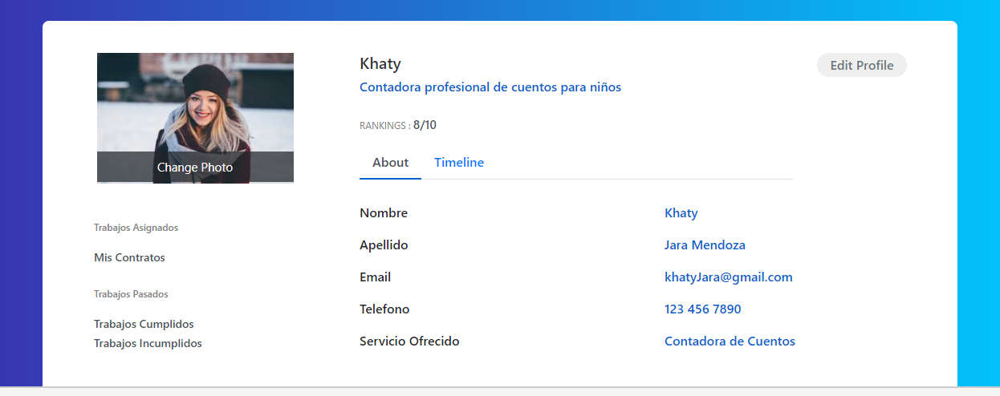 Khaty
Edit Profile
Contadora profesional de cuentos para niños
RANKINGS : 8/10
Change Photo
About
Timeline
Trabajos Asignados
Mis Contratos
Trabajos Pasados
Trabajos Cumplidos
Trabajos Incumplidos
Nombre Khaty
Apellido Jara Mendoza
Email khatyJara@gmail.com
Telefono 123 456 7890
Servicio Ofrecido Contadora de Cuentos